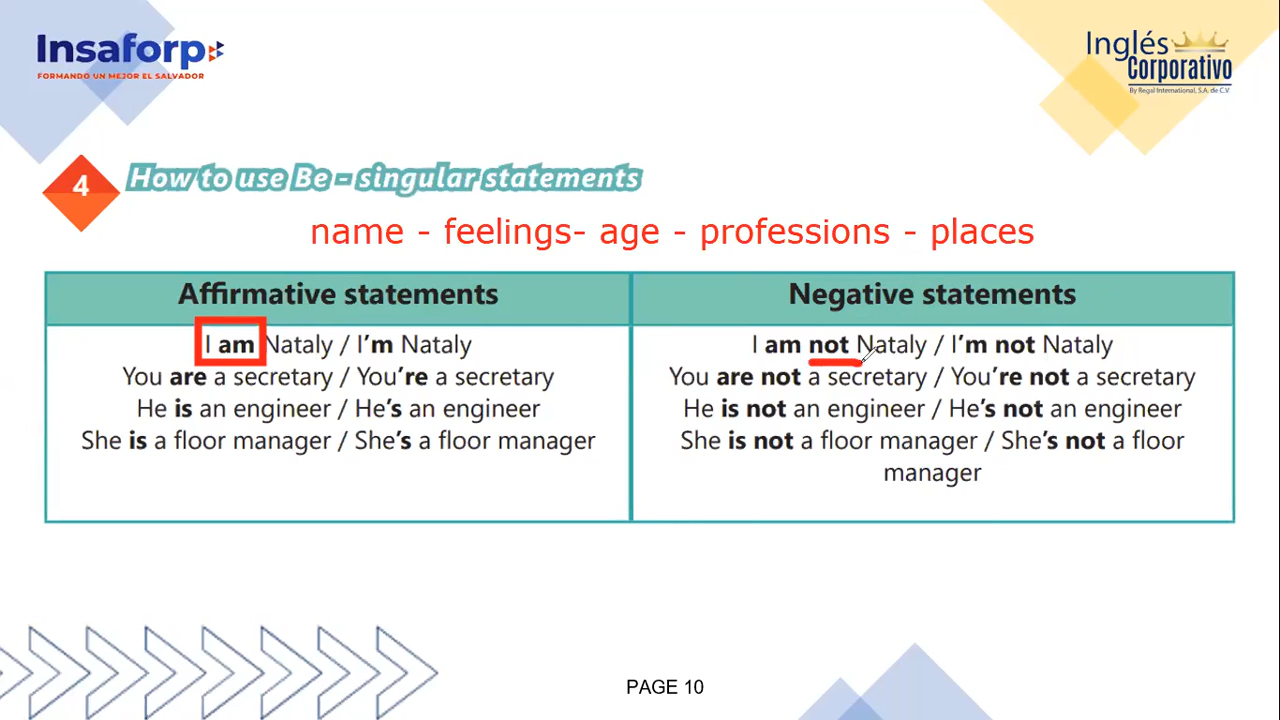 Insaforp
FORMANDO UN MEJOR EL SALVADOR
Inglés
Corporativo
By Regal International, S.A. de C.V
4
How to use Be - singular statements
name - feelings- age - professions - places
Affirmative statements
I am Nataly / I'm Nataly
You are a secretary / You're a secretary
He is an engineer / He's an engineer
She is a floor manager / She's a floor manager
Negative statements
I am not Nataly / I'm not Nataly
You are not a secretary / You're not a secretary
He is not an engineer / He's not an engineer
She is not a floor manager / She's not a floor
manager
PAGE 10